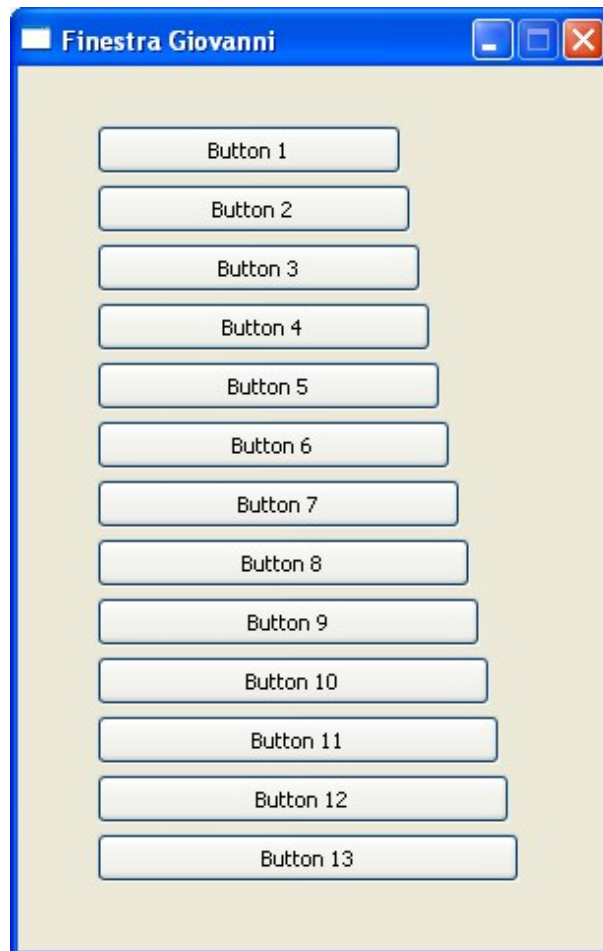 Finestra Giovanni
Button 1
Button 2
Button 3
Button 4
Button 5
Button 6
Button 7
Button 8
Button 9
Button 10
Button 11
Button 12
Button 13